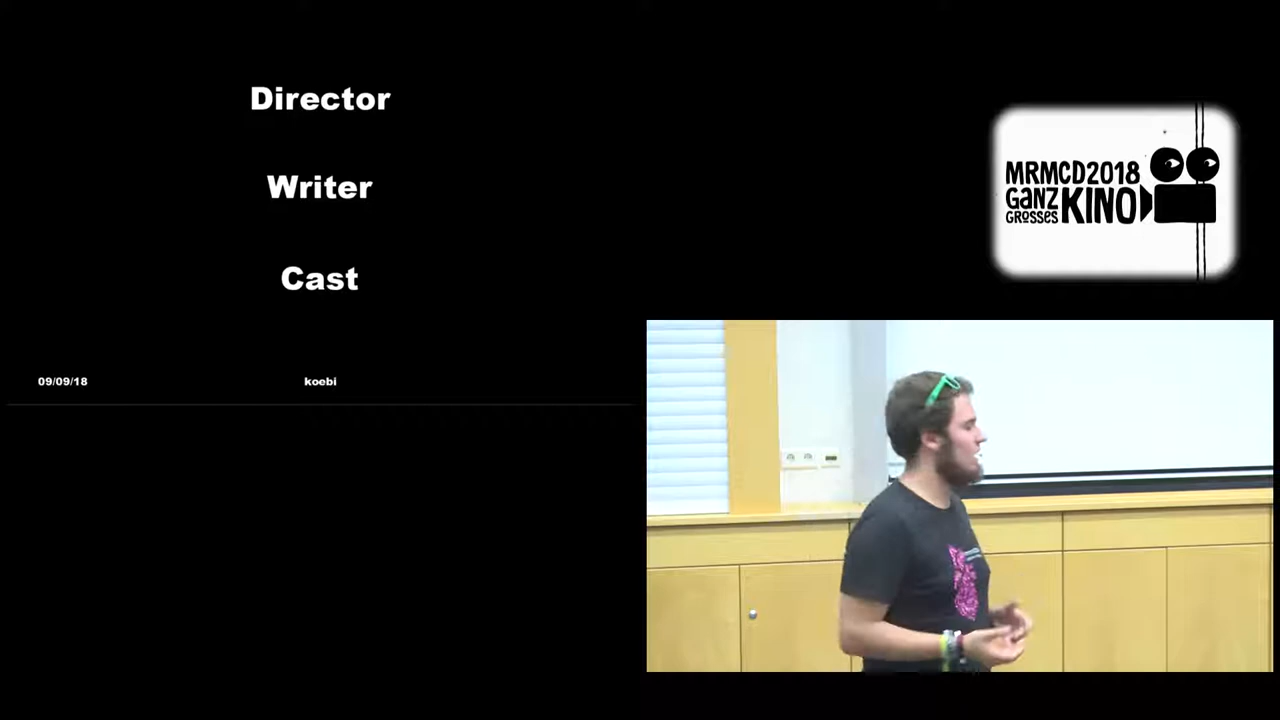 Director
Writer
Cast
09/09/18
koebi
MRMCD2018
GANZ
GROSSES
KINO